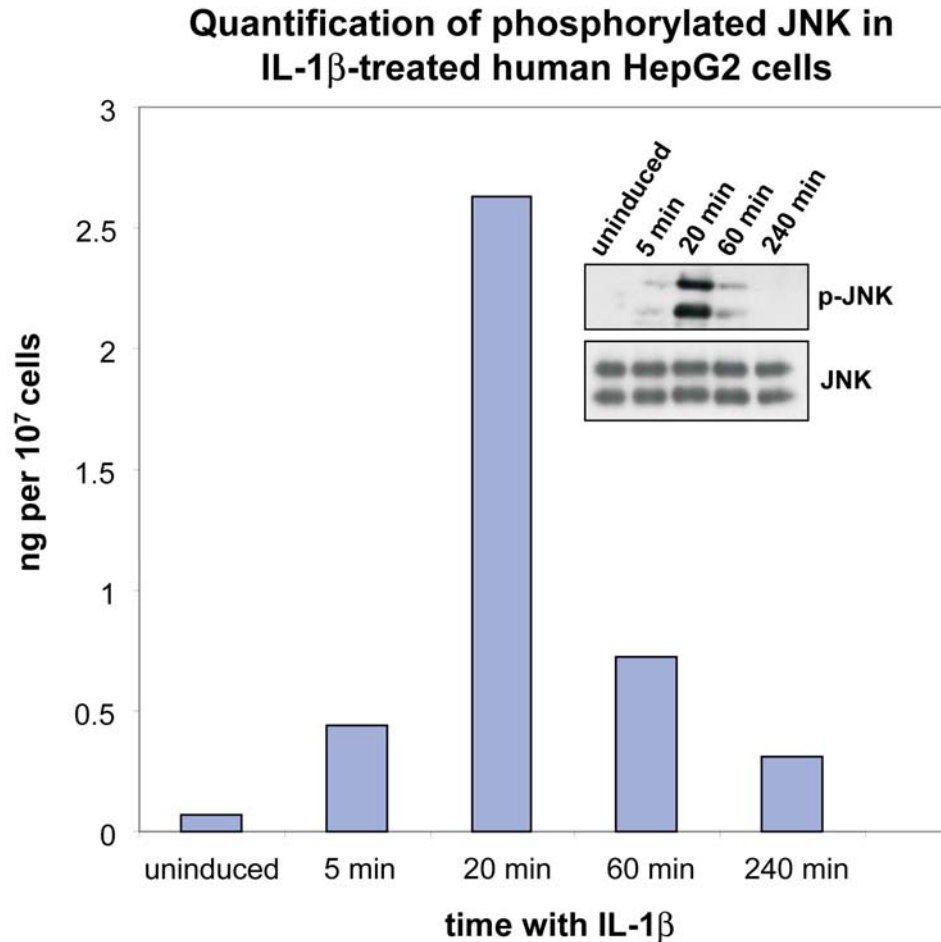 Quantification of phosphorylated JNK in
IL-1β-treated human HepG2 cells
3
2.5
2
1.5
1
0.5
0
ng per 10⁷ cells
uninduced
5 min
20 min
60 min
240 min
p-JNK
JNK
uninduced 5 min 20 min 60 min 240 min
time with IL-1β